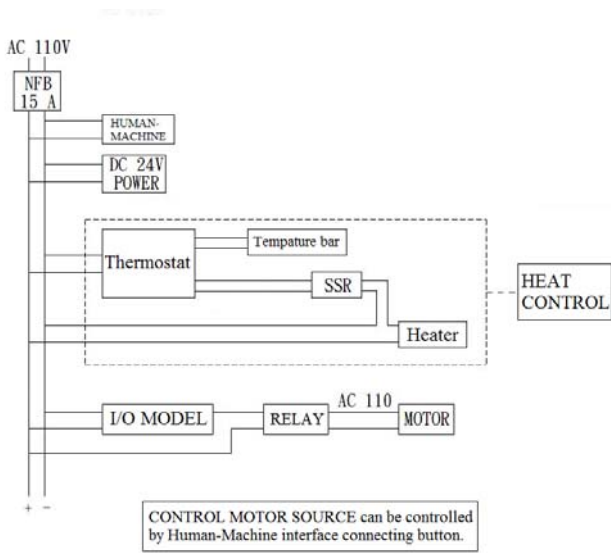 AC 110V
NFB
15 A
HUMAN-
MACHINE
DC 24V
POWER
Thermostat
Tempature bar
SSR
Heater
HEAT
CONTROL
I/O MODEL
RELAY
AC 110
MOTOR
+ -
CONTROL MOTOR SOURCE can be controlled
by Human-Machine interface connecting button.